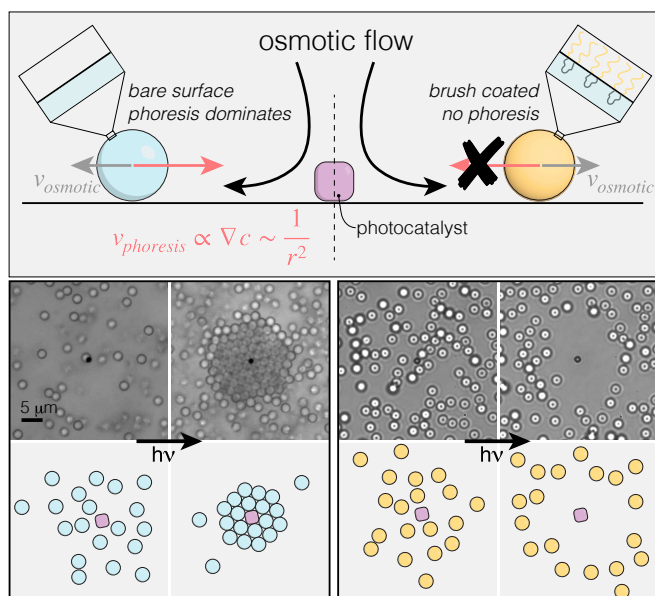 osmotic flow
bare surface
phoresis dominates
brush coated
no phoresis
v_osmotic
v_osmotic
photocatalyst
v_phoresis ∝ ∇c ~ 1/r²
5 μm
hν
hν